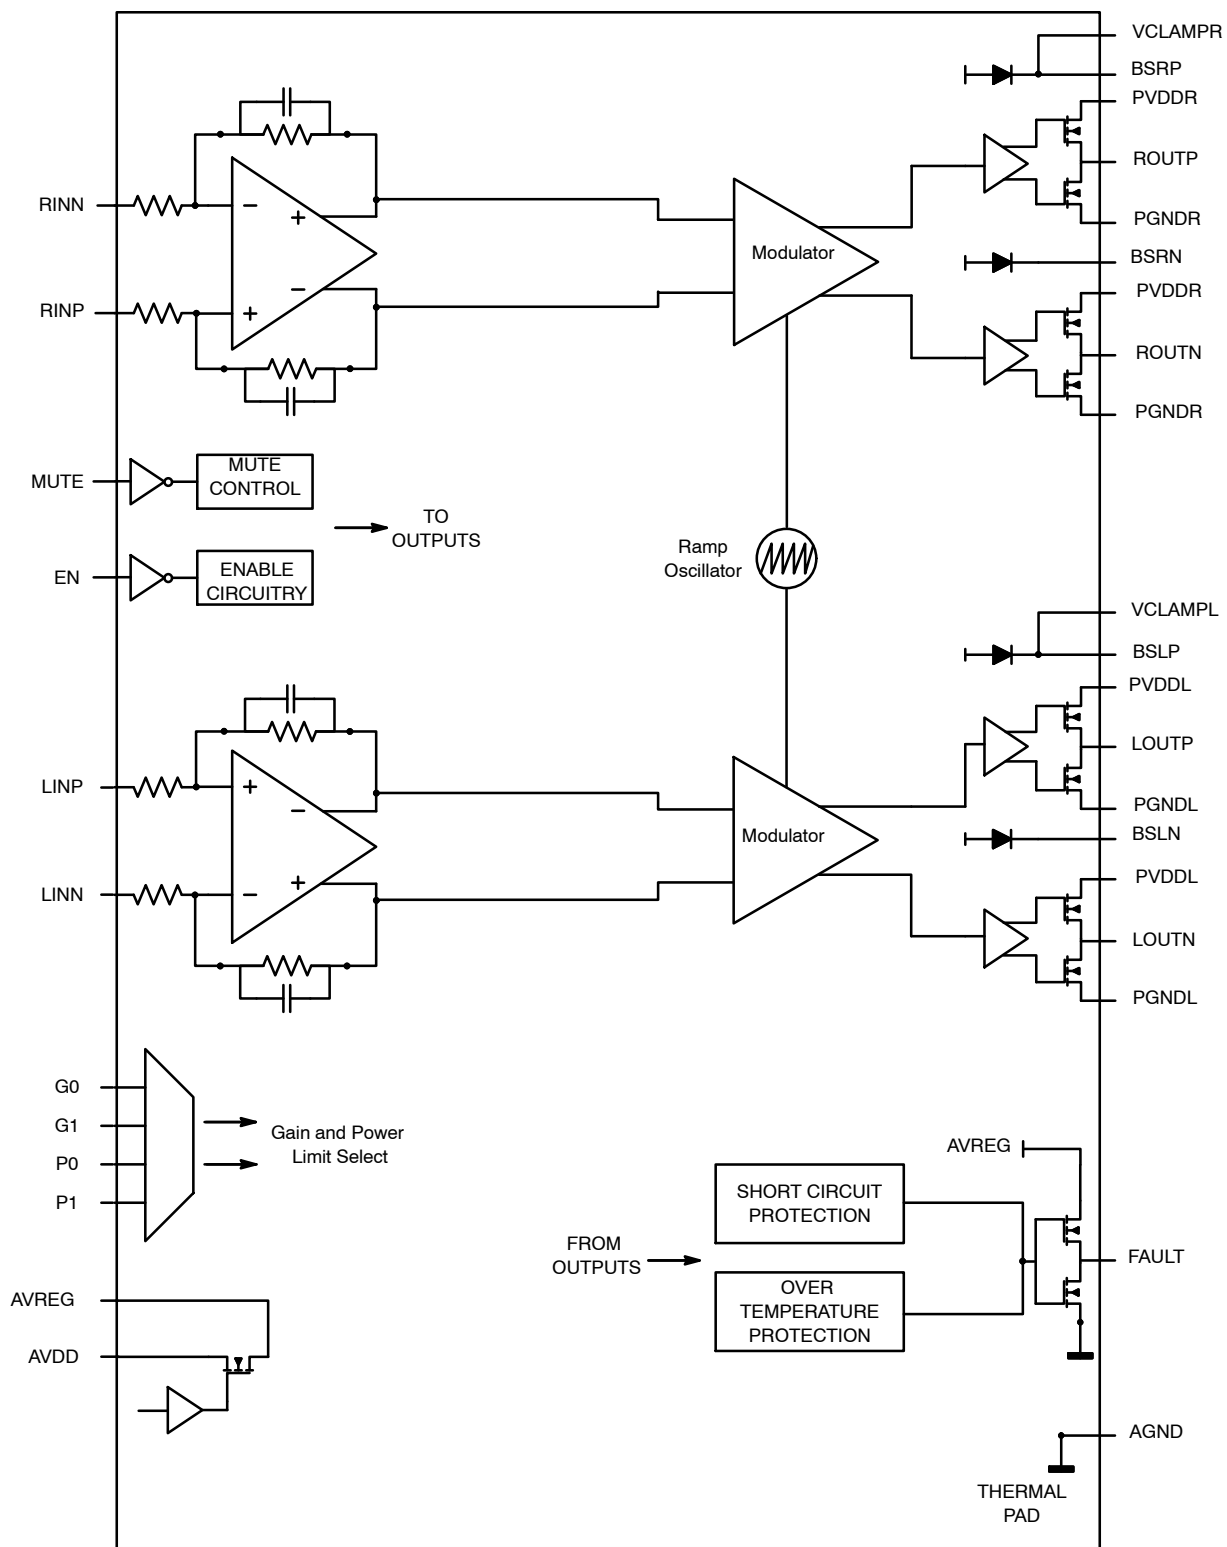 VCLAMPR
BSRP
PVDDR
ROUTP
PGNDR
BSRN
PVDDR
ROUTN
PGNDR
RINN
RINP
Modulator
MUTE
MUTE
CONTROL
TO
OUTPUTS
EN
ENABLE
CIRCUITRY
Ramp
Oscillator
VCLAMPL
BSLP
PVDDL
LOUTP
PGNDL
BSLN
PVDDL
LOUTN
PGNDL
LINP
LINN
Modulator
G0
G1
P0
P1
Gain and Power
Limit Select
AVREG
SHORT CIRCUIT
PROTECTION
FROM
OUTPUTS
OVER
TEMPERATURE
PROTECTION
FAULT
AVREG
AVDD
AGND
THERMAL
PAD